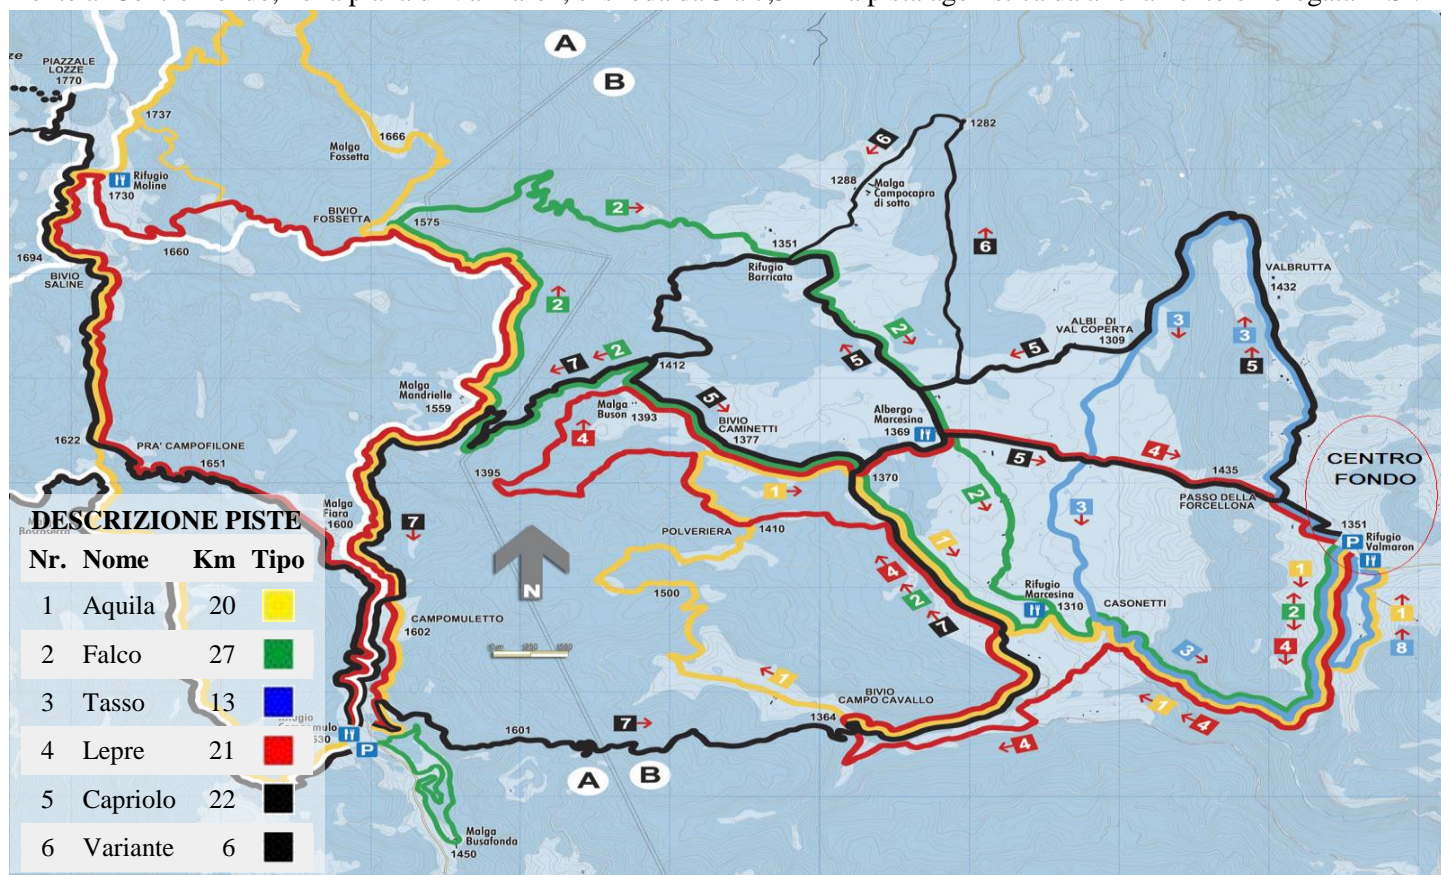 A
B
PIAZZALE
LOZZE
1770
1737
1666
Malga
Fossetta
Rifugio
Moline
1730
BIVIO
FOSSETTA
1575
1660
1694
BIVIO
SALINE
2
2
6
1282
1288
Malga
Campocapra
di sotto
6
1351
Rifugio
Barricata
VALBRUTTA
1432
ALBI DI
VAL COPERTA
1309
3
3
5
5
2
5
7
2
1412
Malga
Mandrielle
1559
Malga
Buson
1393
4
5
BIVIO
CAMINETTI
1377
Albergo
Marcesina
1369
1622
PRA' CAMPOFILONE
1651
1395
1
1370
5
4
1435
PASSO DELLA
FORCELLONA
CENTRO
FONDO
1351
P
Rifugio
Valmaron
2
3
Malga
Fiara
1600
7
POLVERIERA
1410
N
1500
1
4
2
7
Rifugio
Marcesina
1310
CASONETTI
1
2
4
1
8
3
CAMPOMULETTO
1602
1
BIVIO
CAMPO CAVALLO
1364
1
4
4
1601
7
A
B
P
Malga
Busafonda
1450
DESCRIZIONE PISTE
Nr. Nome Km Tipo
1 Aquila 20
2 Falco 27
3 Tasso 13
4 Lepre 21
5 Capriolo 22
6 Variante 6